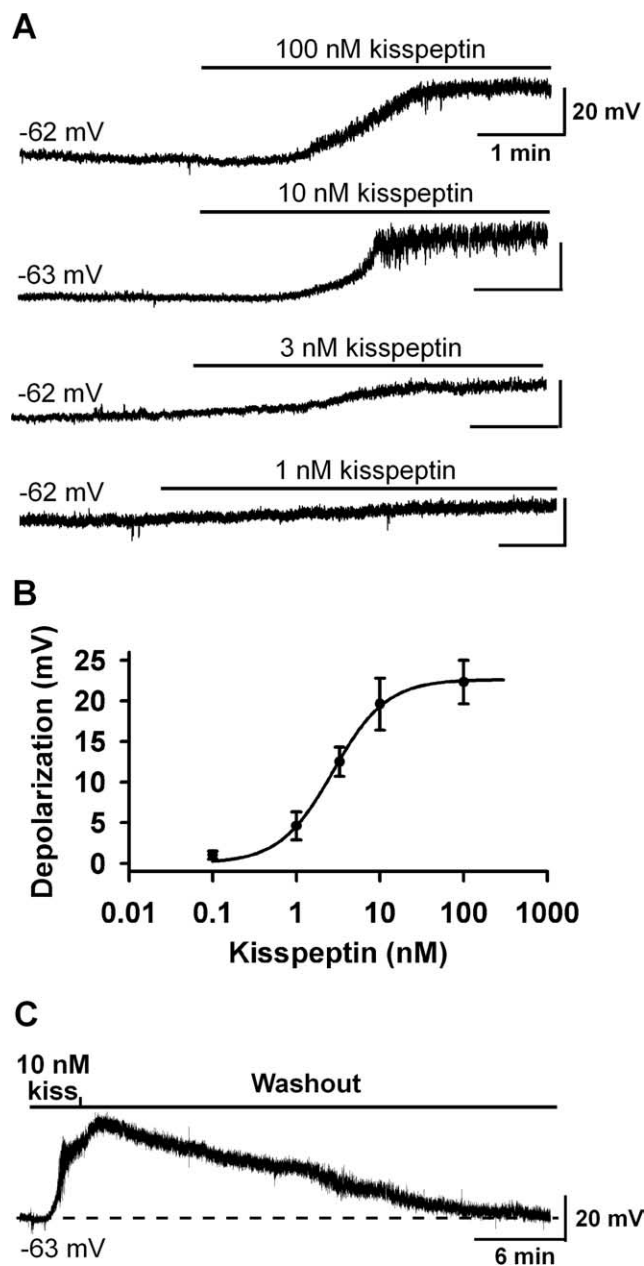 A
100 nM kisspeptin
-62 mV
20 mV
1 min
10 nM kisspeptin
-63 mV
3 nM kisspeptin
-62 mV
1 nM kisspeptin
-62 mV
B
Depolarization (mV)
25
20
15
10
5
0
0.01 0.1 1 10 100 1000
Kisspeptin (nM)
C
10 nM
kiss
Washout
-63 mV
20 mV
6 min